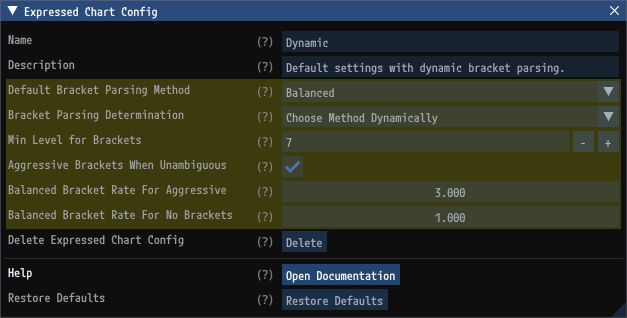 Expressed Chart Config
Name (?) Dynamic
Description (?) Default settings with dynamic bracket parsing.
Default Bracket Parsing Method (?) Balanced
Bracket Parsing Determination (?) Choose Method Dynamically
Min Level for Brackets (?) 7 - +
Aggressive Brackets When Unambiguous (?)
Balanced Bracket Rate For Aggressive (?) 3.000
Balanced Bracket Rate For No Brackets (?) 1.000
Delete Expressed Chart Config (?) Delete
Help (?) Open Documentation
Restore Defaults (?) Restore Defaults